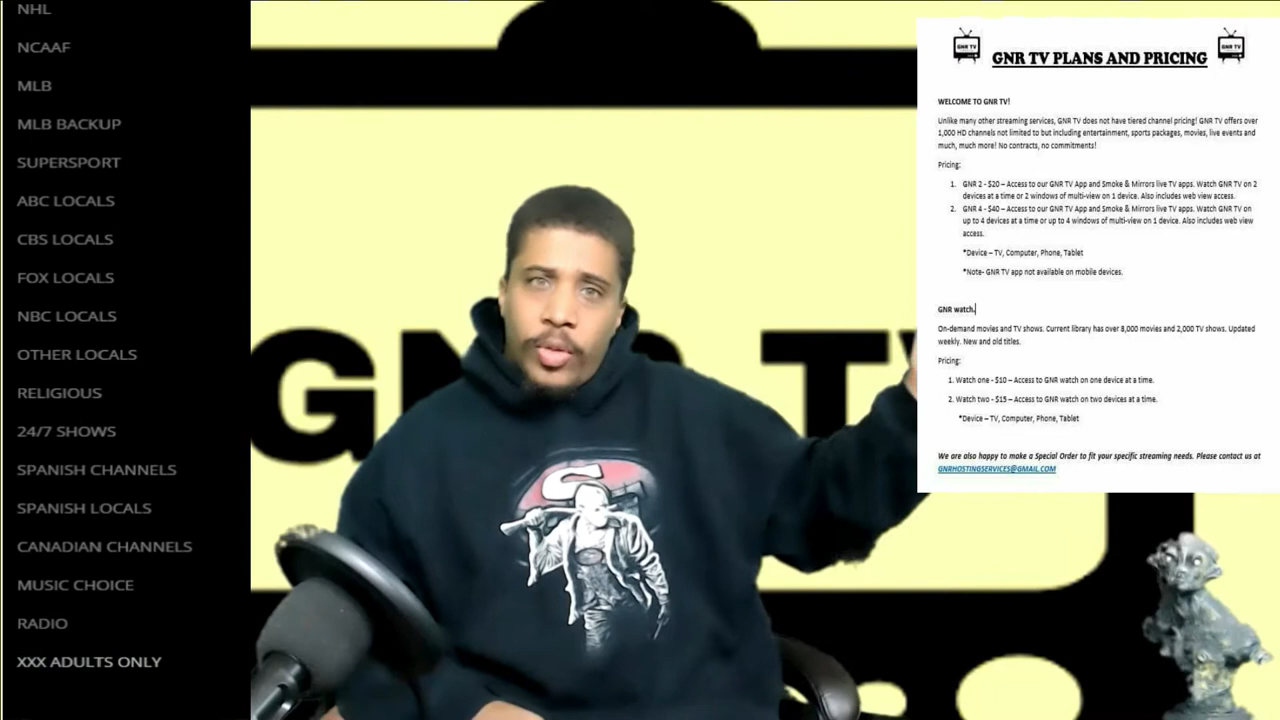 NHL
NCAAF
MLB
MLB BACKUP
SUPERSPORT
ABC LOCALS
CBS LOCALS
FOX LOCALS
NBC LOCALS
OTHER LOCALS
RELIGIOUS
24/7 SHOWS
SPANISH CHANNELS
SPANISH LOCALS
CANADIAN CHANNELS
MUSIC CHOICE
RADIO
XXX ADULTS ONLY
GN TV
GNR TV
GNR TV
GNR TV PLANS AND PRICING
WELCOME TO GNR TV!
Unlike many other streaming services, GNR TV does not have tiered channel pricing! GNR TV offers over
1,000 HD channels not limited to but including entertainment, sports packages, movies, live events and
much, much more! No contracts, no commitments!
Pricing:
1. GNR 2 - $20 – Access to our GNR TV App and Smoke & Mirrors live TV apps. Watch GNR TV on 2
devices at a time or 2 windows of multi-view on 1 device. Also includes web view access.
2. GNR 4 - $40 – Access to our GNR TV App and Smoke & Mirrors live TV apps. Watch GNR TV on
up to 4 devices at a time or up to 4 windows of multi-view on 1 device. Also includes web view
access.
*Device – TV, Computer, Phone, Tablet
*Note- GNR TV app not available on mobile devices.
GNR watch.
On-demand movies and TV shows. Current library has over 8,000 movies and 2,000 TV shows. Updated
weekly. New and old titles.
Pricing:
1. Watch one - $10 – Access to GNR watch on one device at a time.
2. Watch two - $15 – Access to GNR watch on two devices at a time.
*Device – TV, Computer, Phone, Tablet
We are also happy to make a Special Order to fit your specific streaming needs. Please contact us at
GNRHOSTINGSERVICES@GMAIL.COM